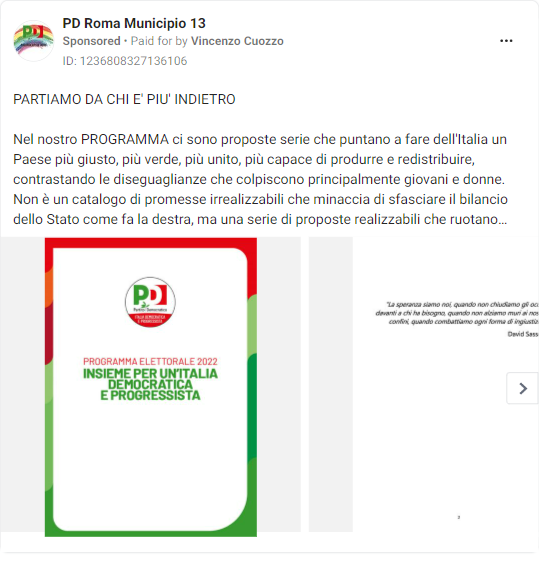 PD Roma Municipio 13
Sponsored • Paid for by Vincenzo Cuozzo
ID: 1236808327136106
PARTIAMO DA CHI E' PIU' INDIETRO
Nel nostro PROGRAMMA ci sono proposte serie che puntano a fare dell'Italia un
Paese più giusto, più verde, più unito, più capace di produrre e redistribuire,
contrastando le diseguaglianze che colpiscono principalmente giovani e donne.
Non è un catalogo di promesse irrealizzabili che minaccia di sfasciare il bilancio
dello Stato come fa la destra, ma una serie di proposte realizzabili che ruotano...
PD
Partito Democratico
ITALIA DEMOCRATICA
E PROGRESSISTA
PROGRAMMA ELETTORALE 2022
INSIEME PER UN'ITALIA
DEMOCRATICA
E PROGRESSISTA
"La speranza siamo noi, quando non chiudiamo gli oc
davanti a chi ha bisogno, quando non alziamo muri ai nos
confini, quando combattiamo ogni forma di ingiustiz
David Sass